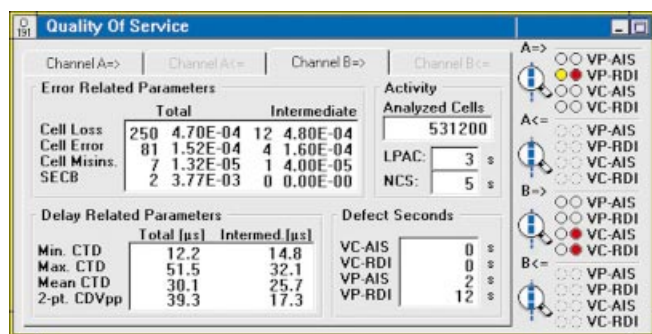 191 Quality Of Service
Channel A=> Channel A<= Channel B=> Channel B<=
Error Related Parameters
Total Intermediate
Cell Loss 250 4.70E-04 12 4.80E-04
Cell Error 81 1.52E-04 4 1.60E-04
Cell Misins. 7 1.32E-05 1 4.00E-05
SECB 2 3.77E-03 0 0.00E-00
Activity
Analyzed Cells
531200
LPAC: 3 s
NCS: 5 s
Delay Related Parameters
Total [µs] Intermed.[µs]
Min. CTD 12.2 14.8
Max. CTD 51.5 32.1
Mean CTD 30.1 25.7
2-pt. CDVpp 39.3 17.3
Defect Seconds
VC-AIS 0 s
VC-RDI 0 s
VP-AIS 2 s
VP-RDI 12 s
A=>
VP-AIS
VP-RDI
VC-AIS
VC-RDI
A<=
VP-AIS
VP-RDI
VC-AIS
VC-RDI
B=>
VP-AIS
VP-RDI
VC-AIS
VC-RDI
B<=
VP-AIS
VP-RDI
VC-AIS
VC-RDI